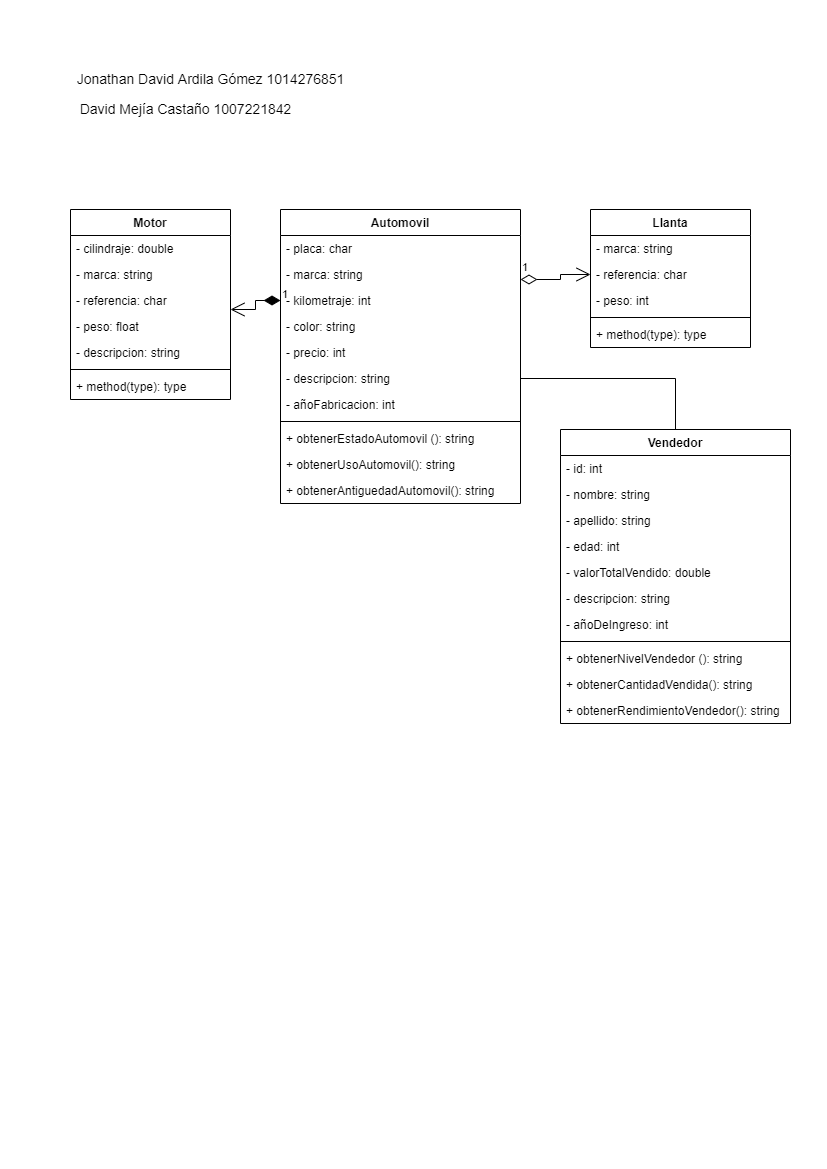 Jonathan David Ardila Gómez 1014276851
David Mejía Castaño 1007221842
Motor
- cilindraje: double
- marca: string
- referencia: char
- peso: float
- descripcion: string
+ method(type): type
1
Automovil
- placa: char
- marca: string
- kilometraje: int
- color: string
- precio: int
- descripcion: string
- añoFabricacion: int
+ obtenerEstadoAutomovil (): string
+ obtenerUsoAutomovil(): string
+ obtenerAntiguedadAutomovil(): string
1
Llanta
- marca: string
- referencia: char
- peso: int
+ method(type): type
Vendedor
- id: int
- nombre: string
- apellido: string
- edad: int
- valorTotalVendido: double
- descripcion: string
- añoDeIngreso: int
+ obtenerNivelVendedor (): string
+ obtenerCantidadVendida(): string
+ obtenerRendimientoVendedor(): string